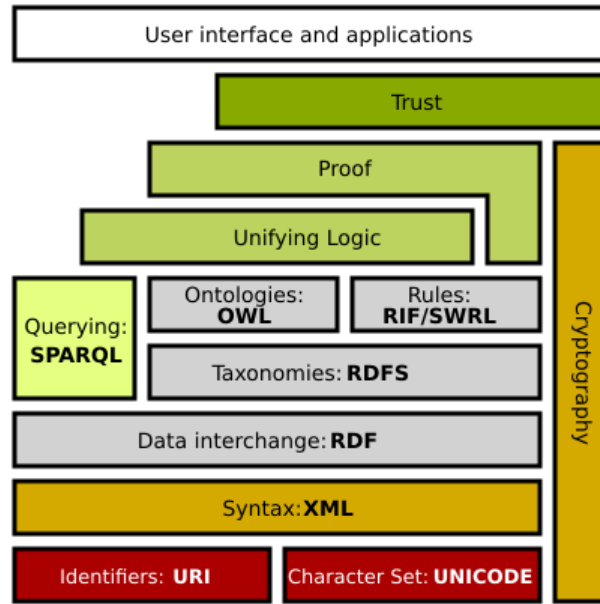 User interface and applications
Trust
Proof
Unifying Logic
Ontologies:
OWL
Rules:
RIF/SWRL
Querying:
SPARQL
Taxonomies: RDFS
Cryptography
Data interchange: RDF
Syntax:XML
Identifiers: URI
Character Set: UNICODE